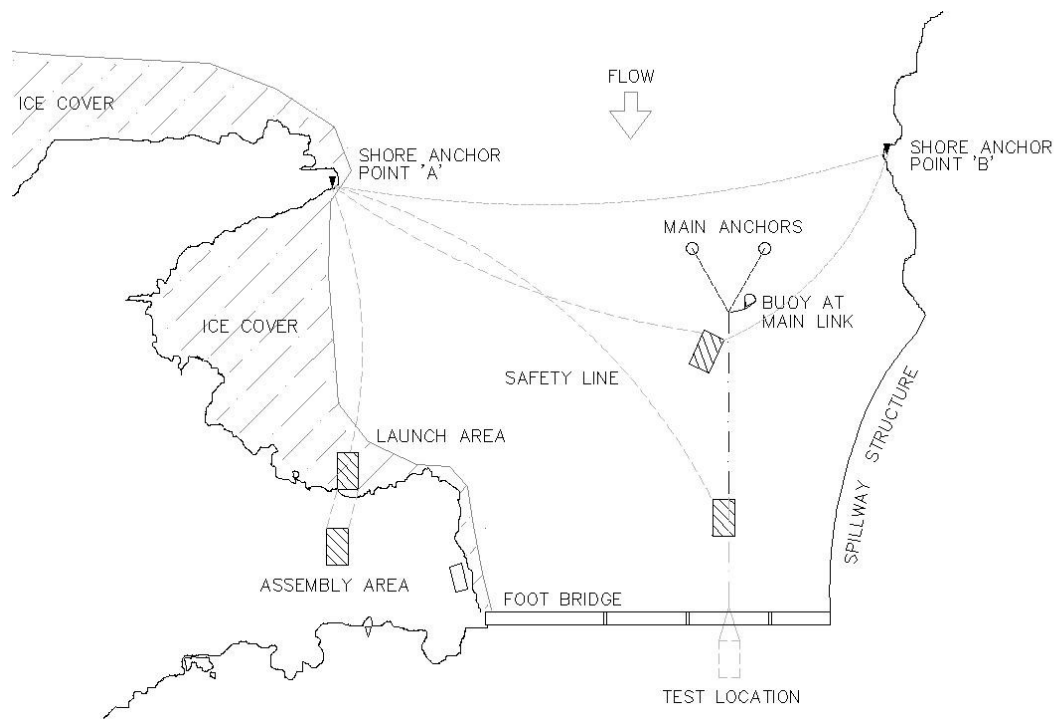 FLOW
ICE COVER
SHORE ANCHOR
POINT 'A'
SHORE ANCHOR
POINT 'B'
MAIN ANCHORS
BUOY AT
MAIN LINK
ICE COVER
SAFETY LINE
LAUNCH AREA
SPILLWAY STRUCTURE
ASSEMBLY AREA
FOOT BRIDGE
TEST LOCATION